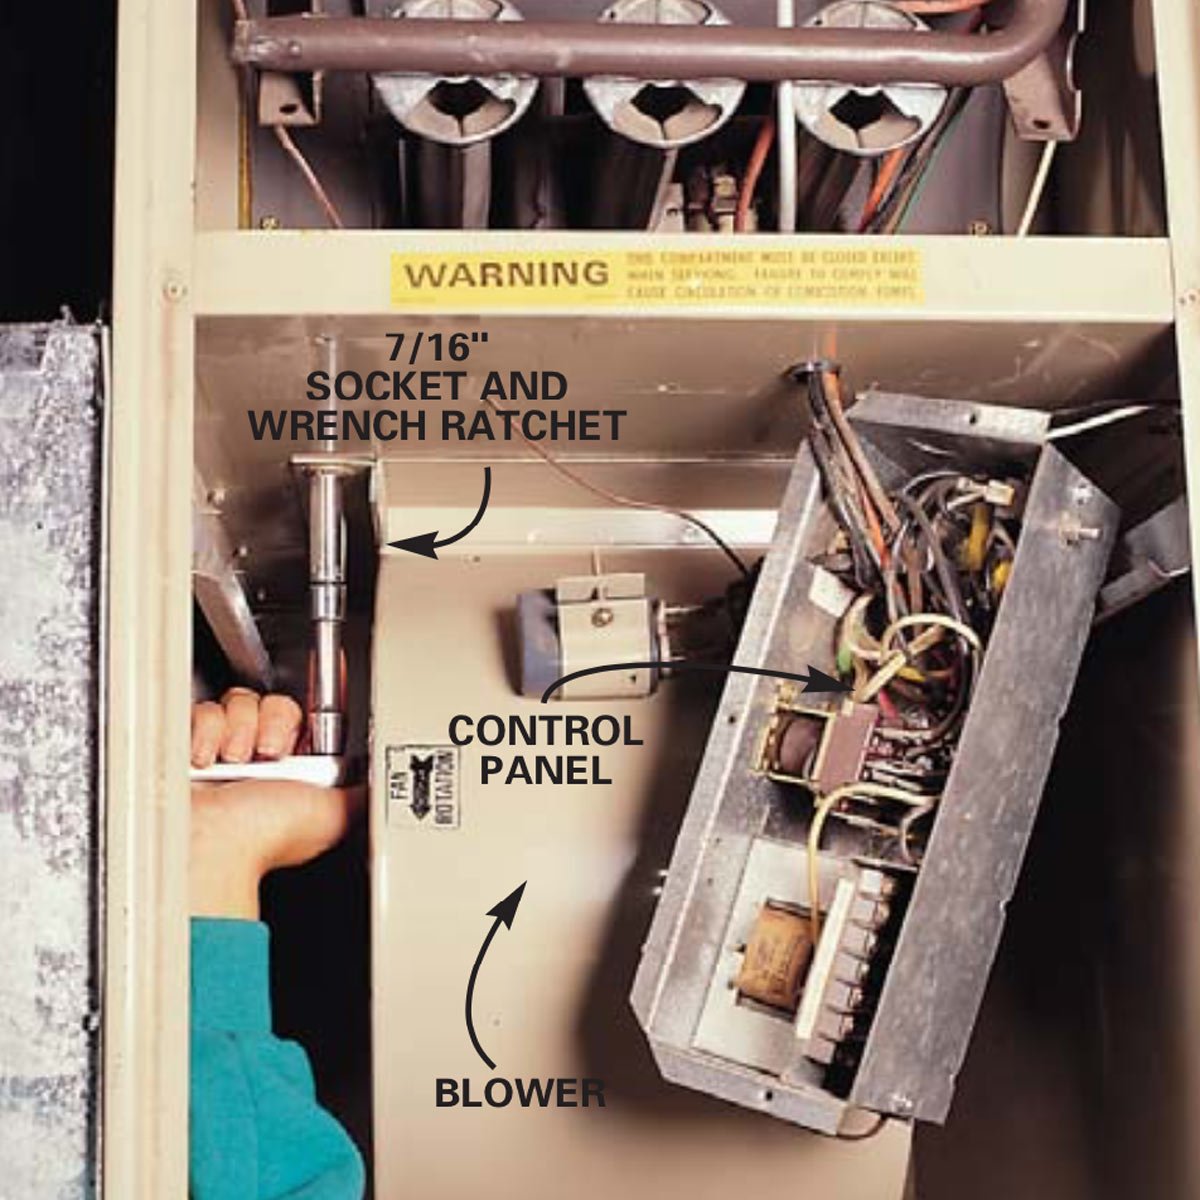 WARNING
THIS COMPARTMENT MUST BE CLOSED EXCEPT
WHEN SERVICING. FAILURE TO COMPLY WILL
CAUSE CIRCULATION OF COMBUSTION FUMES.
7/16"
SOCKET AND
WRENCH RATCHET
CONTROL
PANEL
FAN
ROTATION
BLOWER